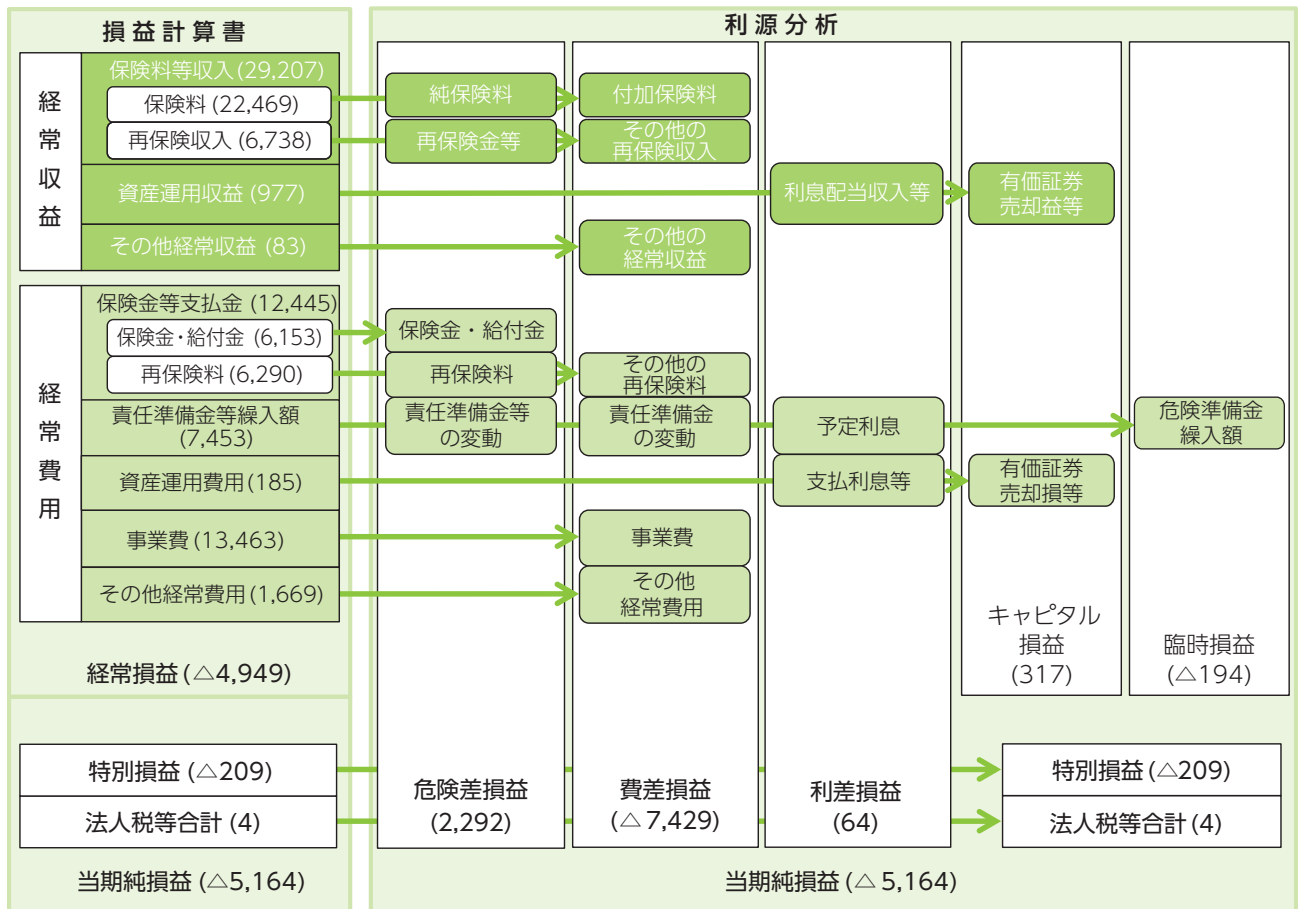 損益計算書
経常収益
保険料等収入(29,207)
保険料(22,469)
再保険収入(6,738)
資産運用収益(977)
その他経常収益(83)
経常費用
保険金等支払金(12,445)
保険金・給付金(6,153)
再保険料(6,290)
責任準備金等繰入額
(7,453)
資産運用費用(185)
事業費(13,463)
その他経常費用(1,669)
経常損益(△4,949)
特別損益(△209)
法人税等合計(4)
当期純損益(△5,164)
利源分析
純保険料
再保険金等
保険金・給付金
再保険料
責任準備金等
の変動
危険差損益
(2,292)
付加保険料
その他の
再保険収入
その他の
経常収益
その他の
再保険料
責任準備金
の変動
事業費
その他
経常費用
費差損益
(△7,429)
利息配当収入等
予定利息
支払利息等
利差損益
(64)
有価証券
売却益等
有価証券
売却損等
キャピタル
損益
(317)
危険準備金
繰入額
臨時損益
(△194)
特別損益(△209)
法人税等合計(4)
当期純損益(△5,164)